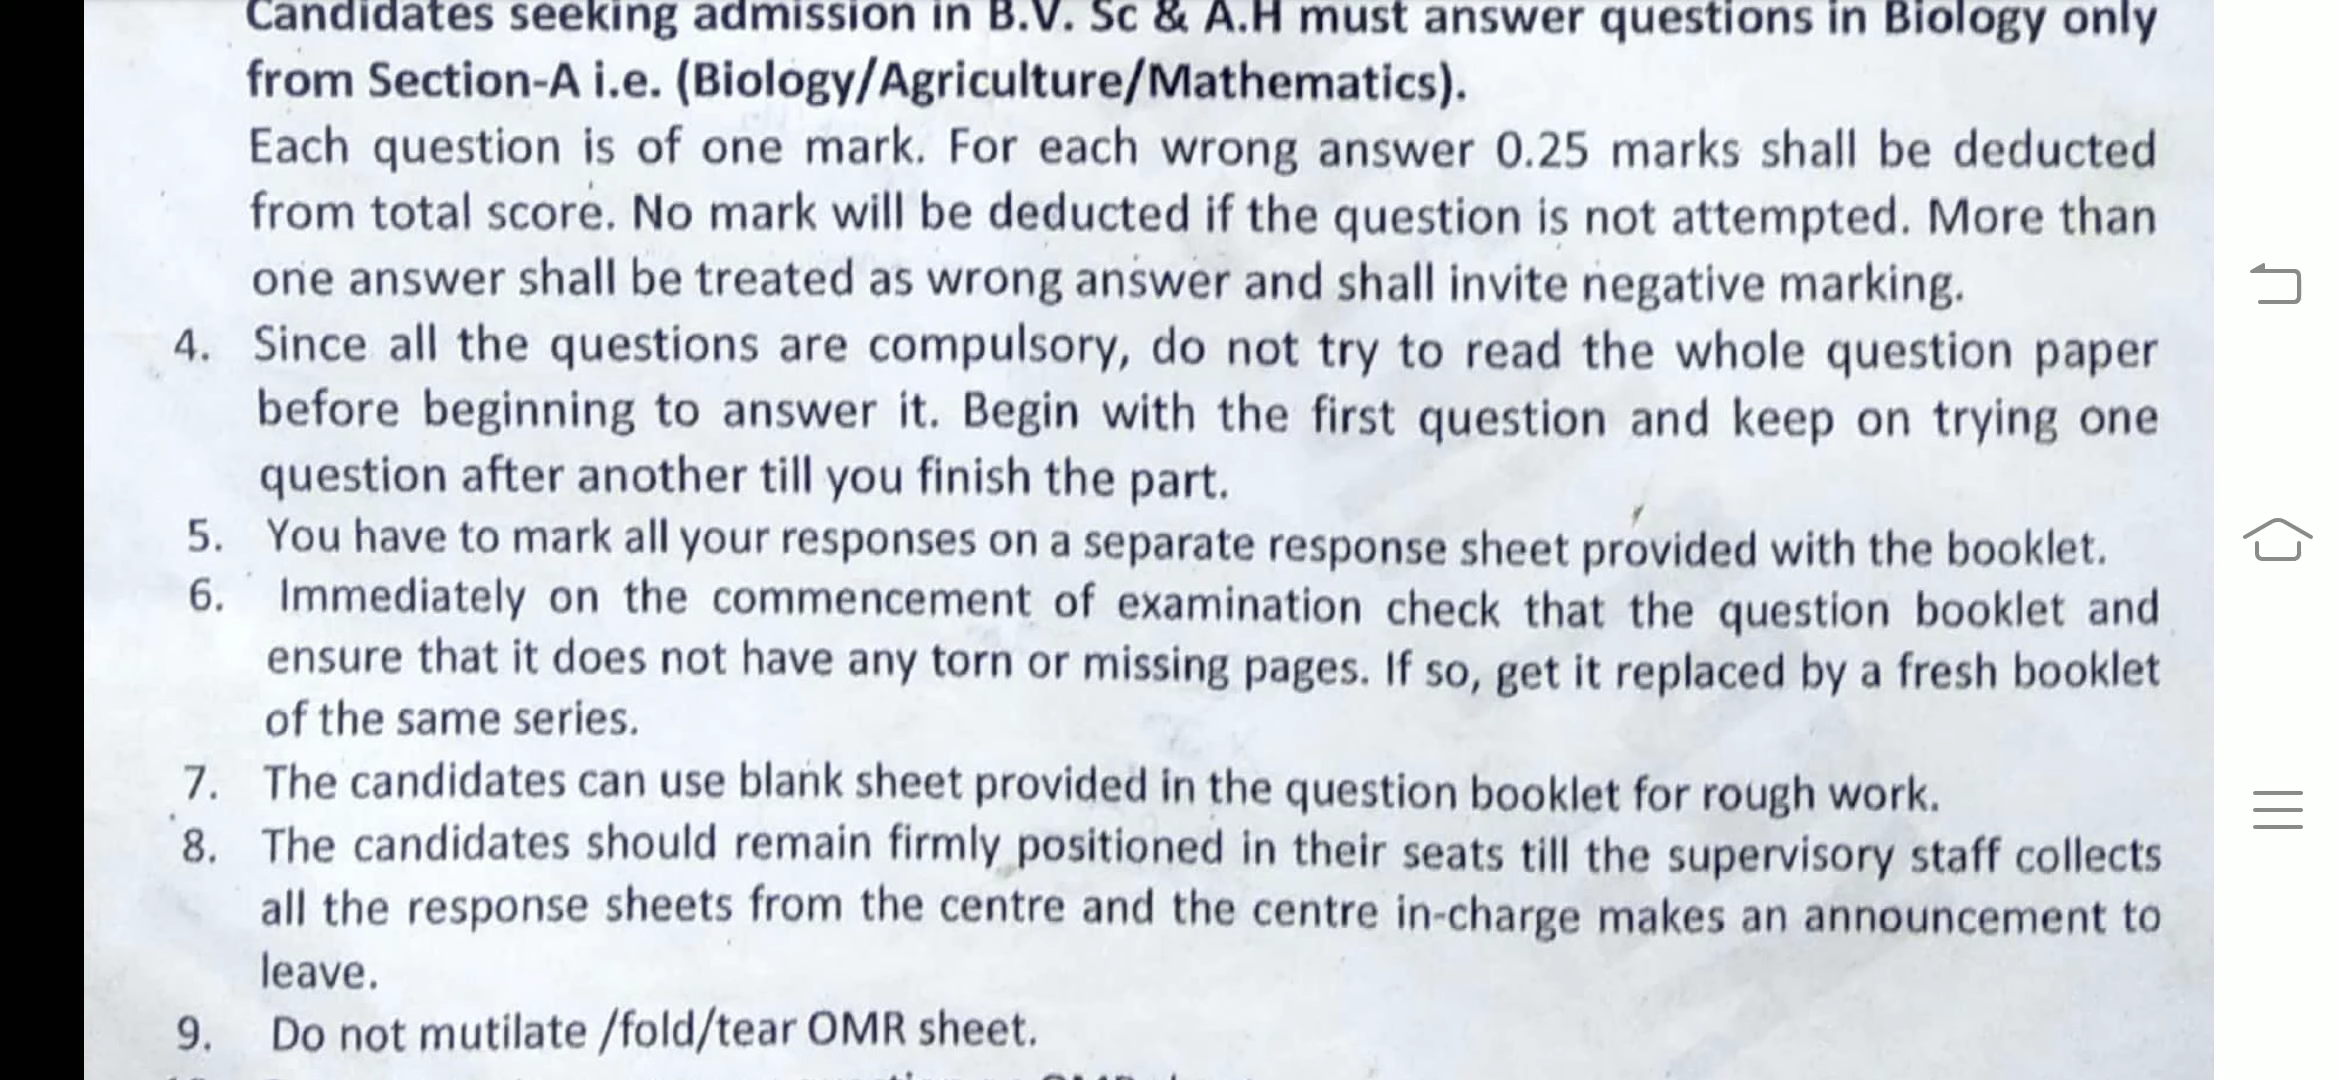 Candidates seeking admission in B.V. Sc & A.H must answer questions in Biology only
from Section-A i.e. (Biology/Agriculture/Mathematics).
Each question is of one mark. For each wrong answer 0.25 marks shall be deducted
from total score. No mark will be deducted if the question is not attempted. More than
one answer shall be treated as wrong answer and shall invite negative marking.
4. Since all the questions are compulsory, do not try to read the whole question paper
before beginning to answer it. Begin with the first question and keep on trying one
question after another till you finish the part.
5. You have to mark all your responses on a separate response sheet provided with the booklet.
6. Immediately on the commencement of examination check that the question booklet and
ensure that it does not have any torn or missing pages. If so, get it replaced by a fresh booklet
of the same series.
7. The candidates can use blank sheet provided in the question booklet for rough work.
8. The candidates should remain firmly positioned in their seats till the supervisory staff collects
all the response sheets from the centre and the centre in-charge makes an announcement to
leave.
9. Do not mutilate /fold/tear OMR sheet.